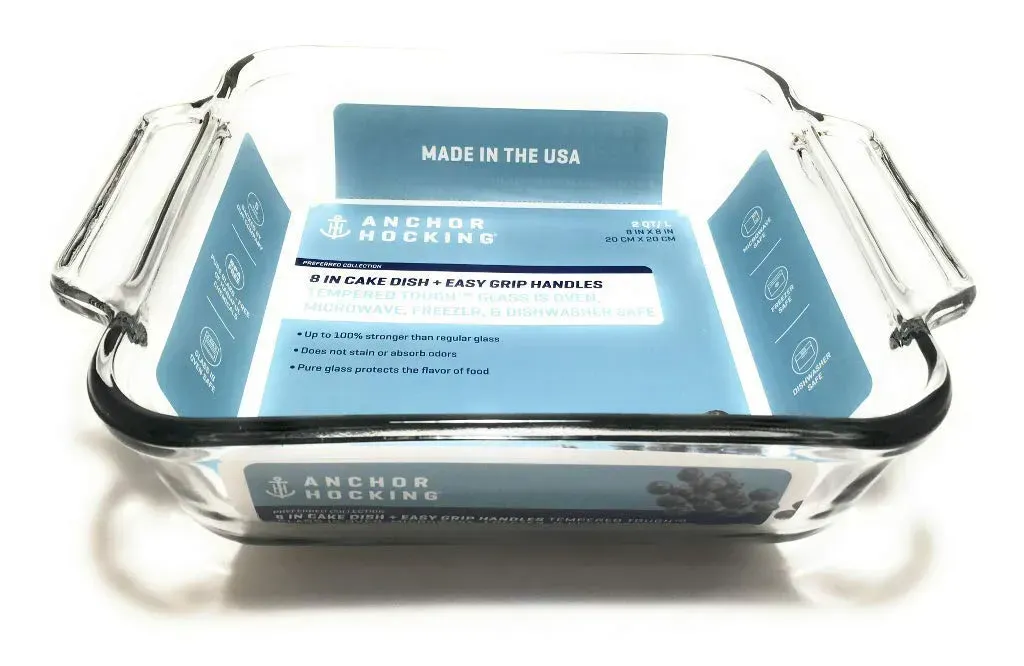 MADE IN THE USA
ANCHOR
HOCKING®
2 QT/L
8 IN X 8 IN
20 CM X 20 CM
PREFERRED COLLECTION
8 IN CAKE DISH + EASY GRIP HANDLES
TEMPERED TOUGH™ GLASS IS OVEN,
MICROWAVE, FREEZER, & DISHWASHER SAFE
• Up to 100% stronger than regular glass
• Does not stain or absorb odors
• Pure glass protects the flavor of food
GLASS IS
OVEN SAFE
MICROWAVE
SAFE
FREEZER
SAFE
DISHWASHER
SAFE
ANCHOR
HOCKING
PREFERRED COLLECTION
8 IN CAKE DISH + EASY GRIP HANDLES TEMPERED TOUGH™